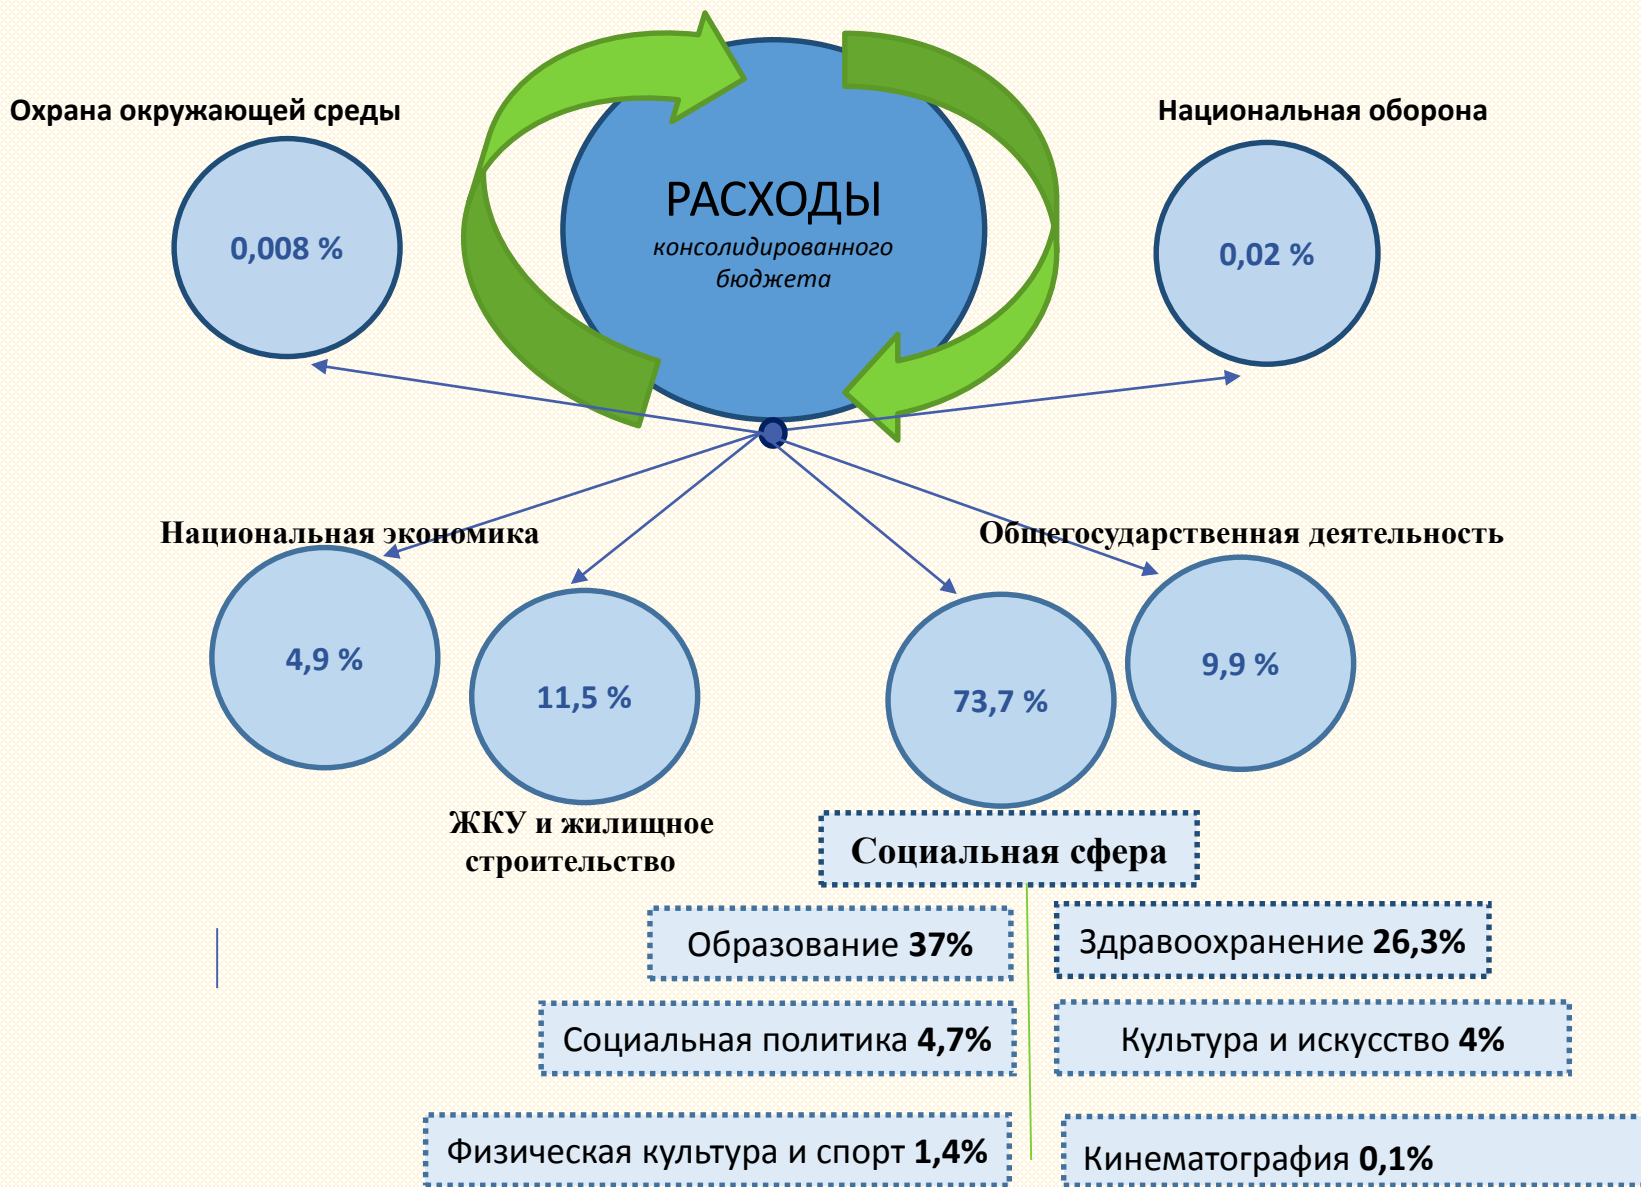 Охрана окружающей среды
Национальная оборона
РАСХОДЫ
консолидированного
бюджета
0,008 %
0,02 %
Национальная экономика
Общегосударственная деятельность
4,9 %
11,5 %
73,7 %
9,9 %
ЖКУ и жилищное
строительство
Социальная сфера
Образование 37%
Здравоохранение 26,3%
Социальная политика 4,7%
Культура и искусство 4%
Физическая культура и спорт 1,4%
Кинематография 0,1%